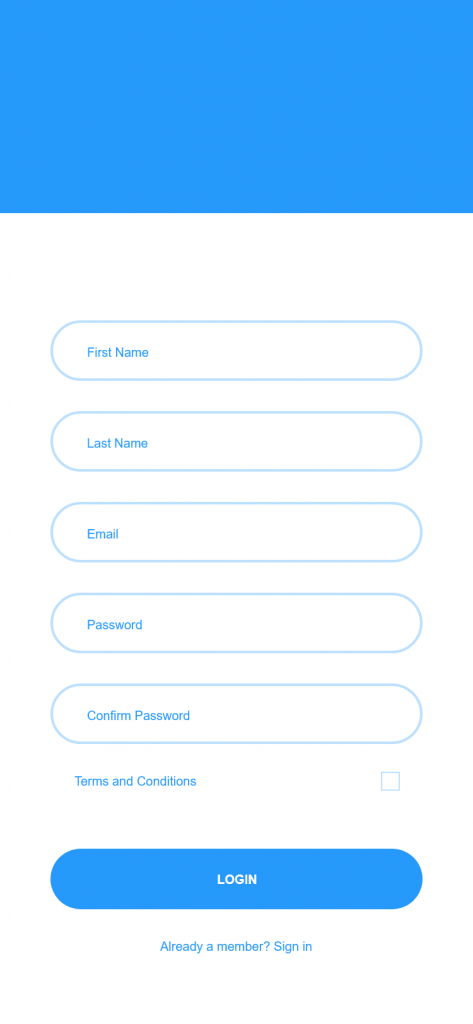 First Name
Last Name
Email
Password
Confirm Password
Terms and Conditions
LOGIN
Already a member? Sign in